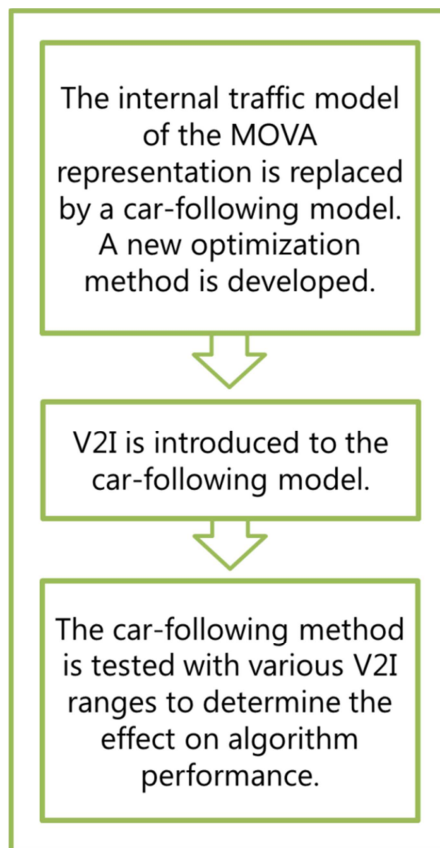 The internal traffic model
of the MOVA
representation is replaced
by a car-following model.
A new optimization
method is developed.
V2I is introduced to the
car-following model.
The car-following method
is tested with various V2I
ranges to determine the
effect on algorithm
performance.